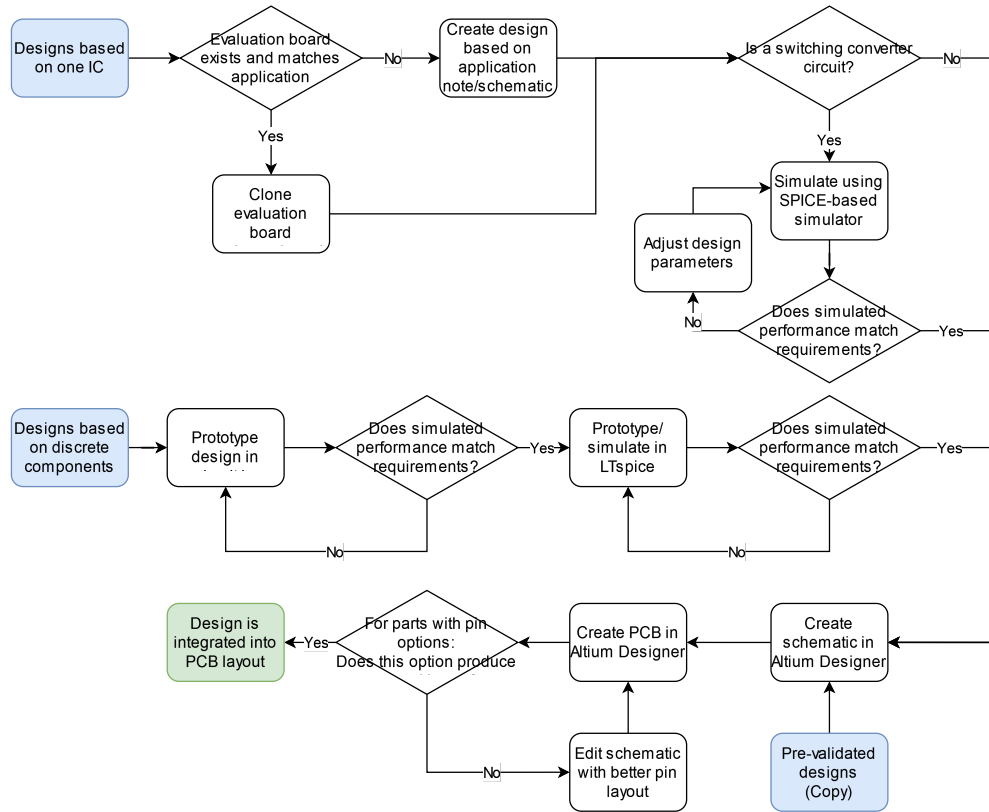 Designs based
on one IC
Evaluation board
exists and matches
application
No
Create design
based on
application
note/schematic
Is a switching converter
circuit?
No
Yes
Clone
evaluation
board
Yes
Simulate using
SPICE-based
simulator
Adjust design
parameters
No
Does simulated
performance match
requirements?
Yes
Designs based
on discrete
components
Prototype
design in
Does simulated
performance match
requirements?
Yes
Prototype/
simulate in
LTspice
Does simulated
performance match
requirements?
Yes
No
No
Design is
integrated into
PCB layout
Yes
For parts with pin
options:
Does this option produce
Create PCB in
Altium Designer
Create
schematic in
Altium Designer
No
Edit schematic
with better pin
layout
Pre-validated
designs
(Copy)